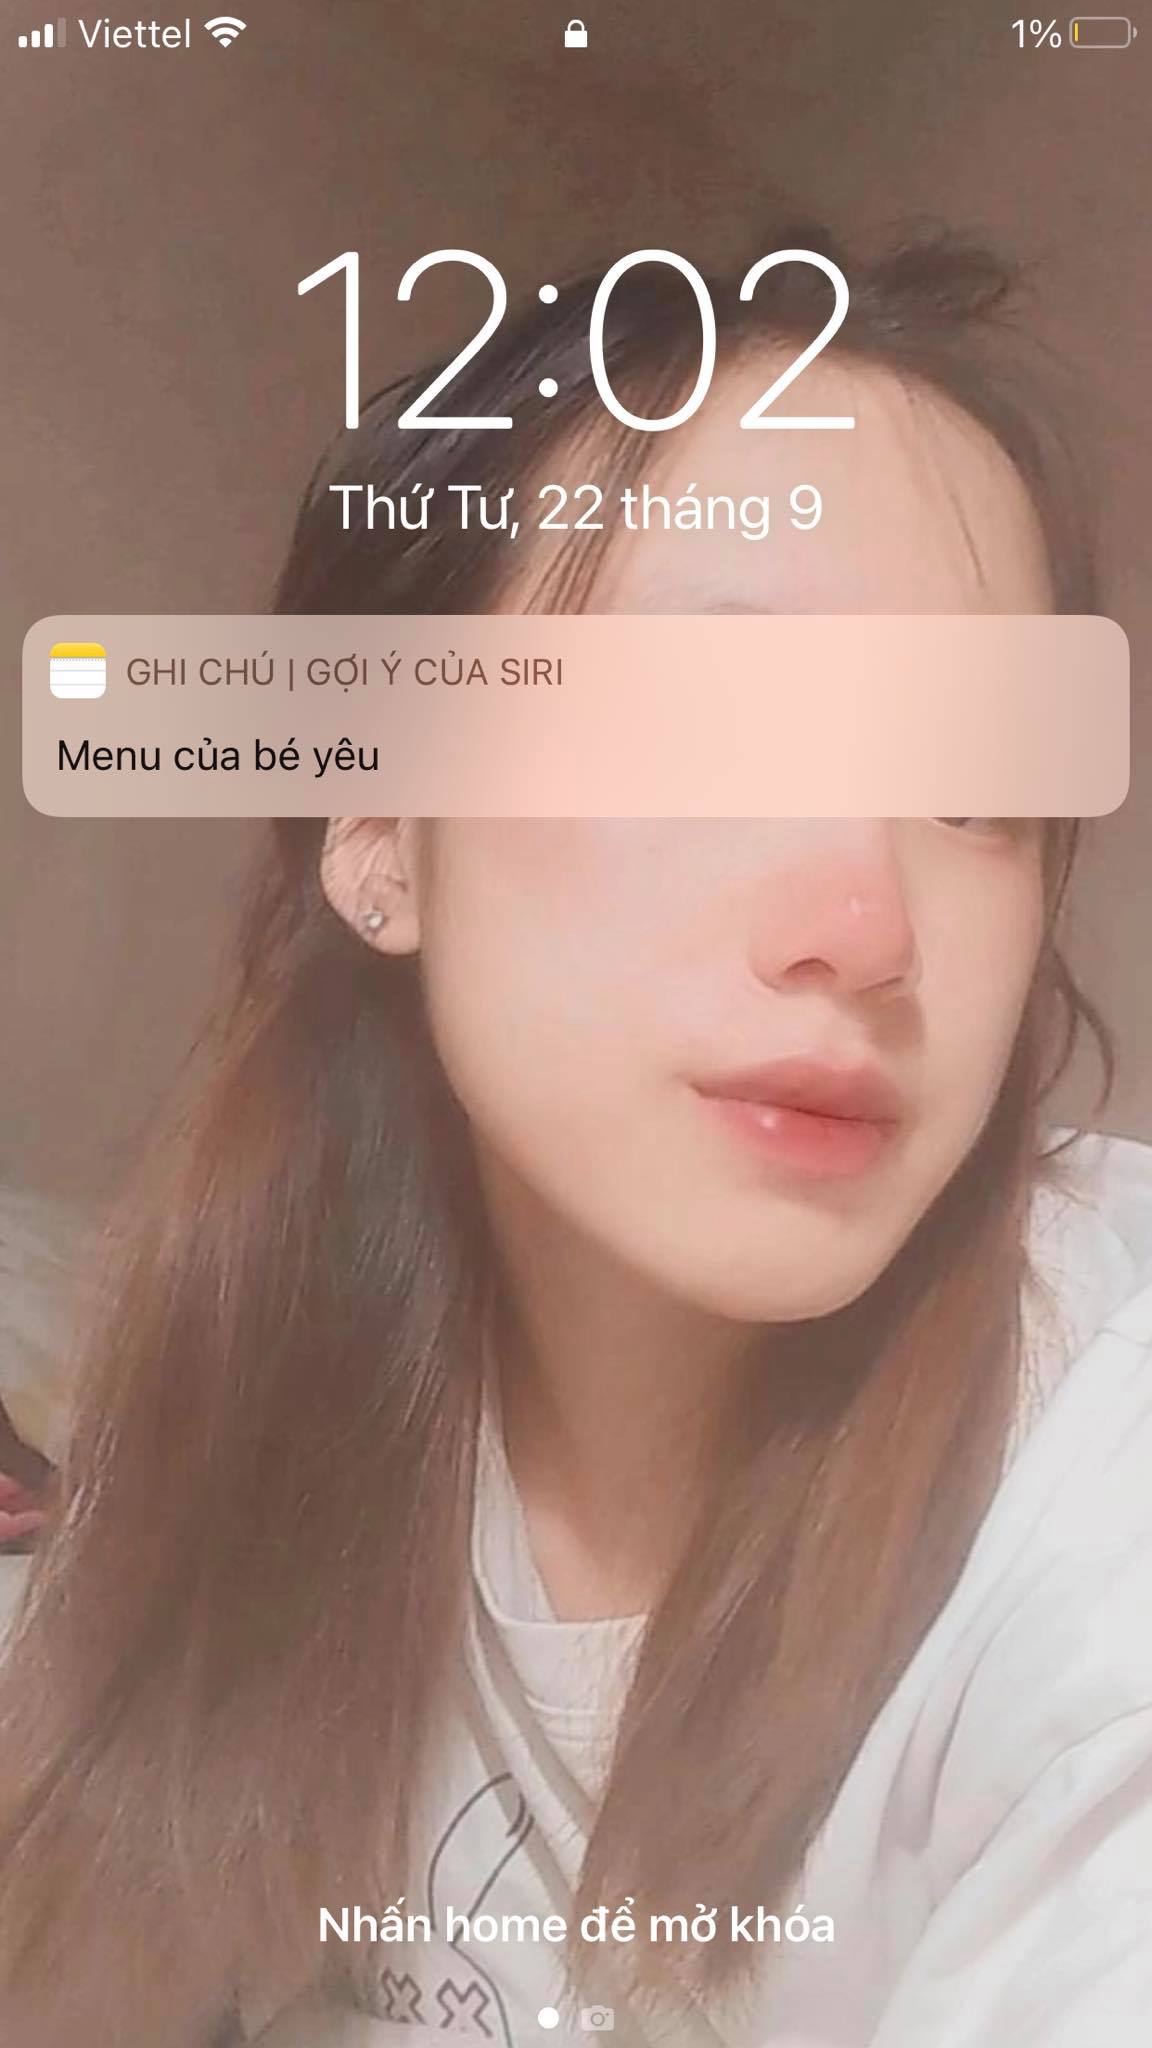 Viettel
1%
12:02
Thứ Tư, 22 tháng 9
GHI CHÚ | GỢI Ý CỦA SIRI
Menu của bé yêu
Nhấn home để mở khóa